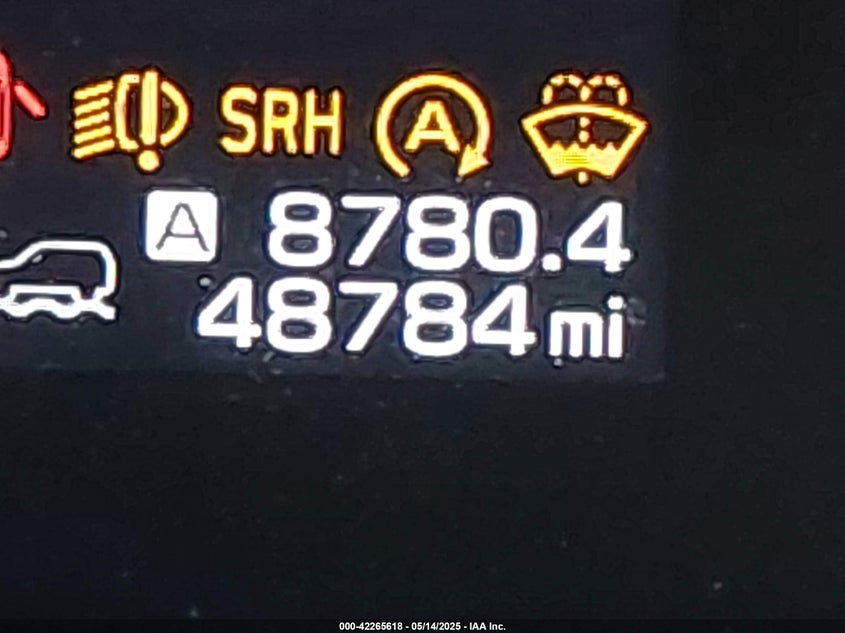 SRH A
A 8780.4
48784 mi
000-42265618 - 05/14/2025 - IAA Inc.